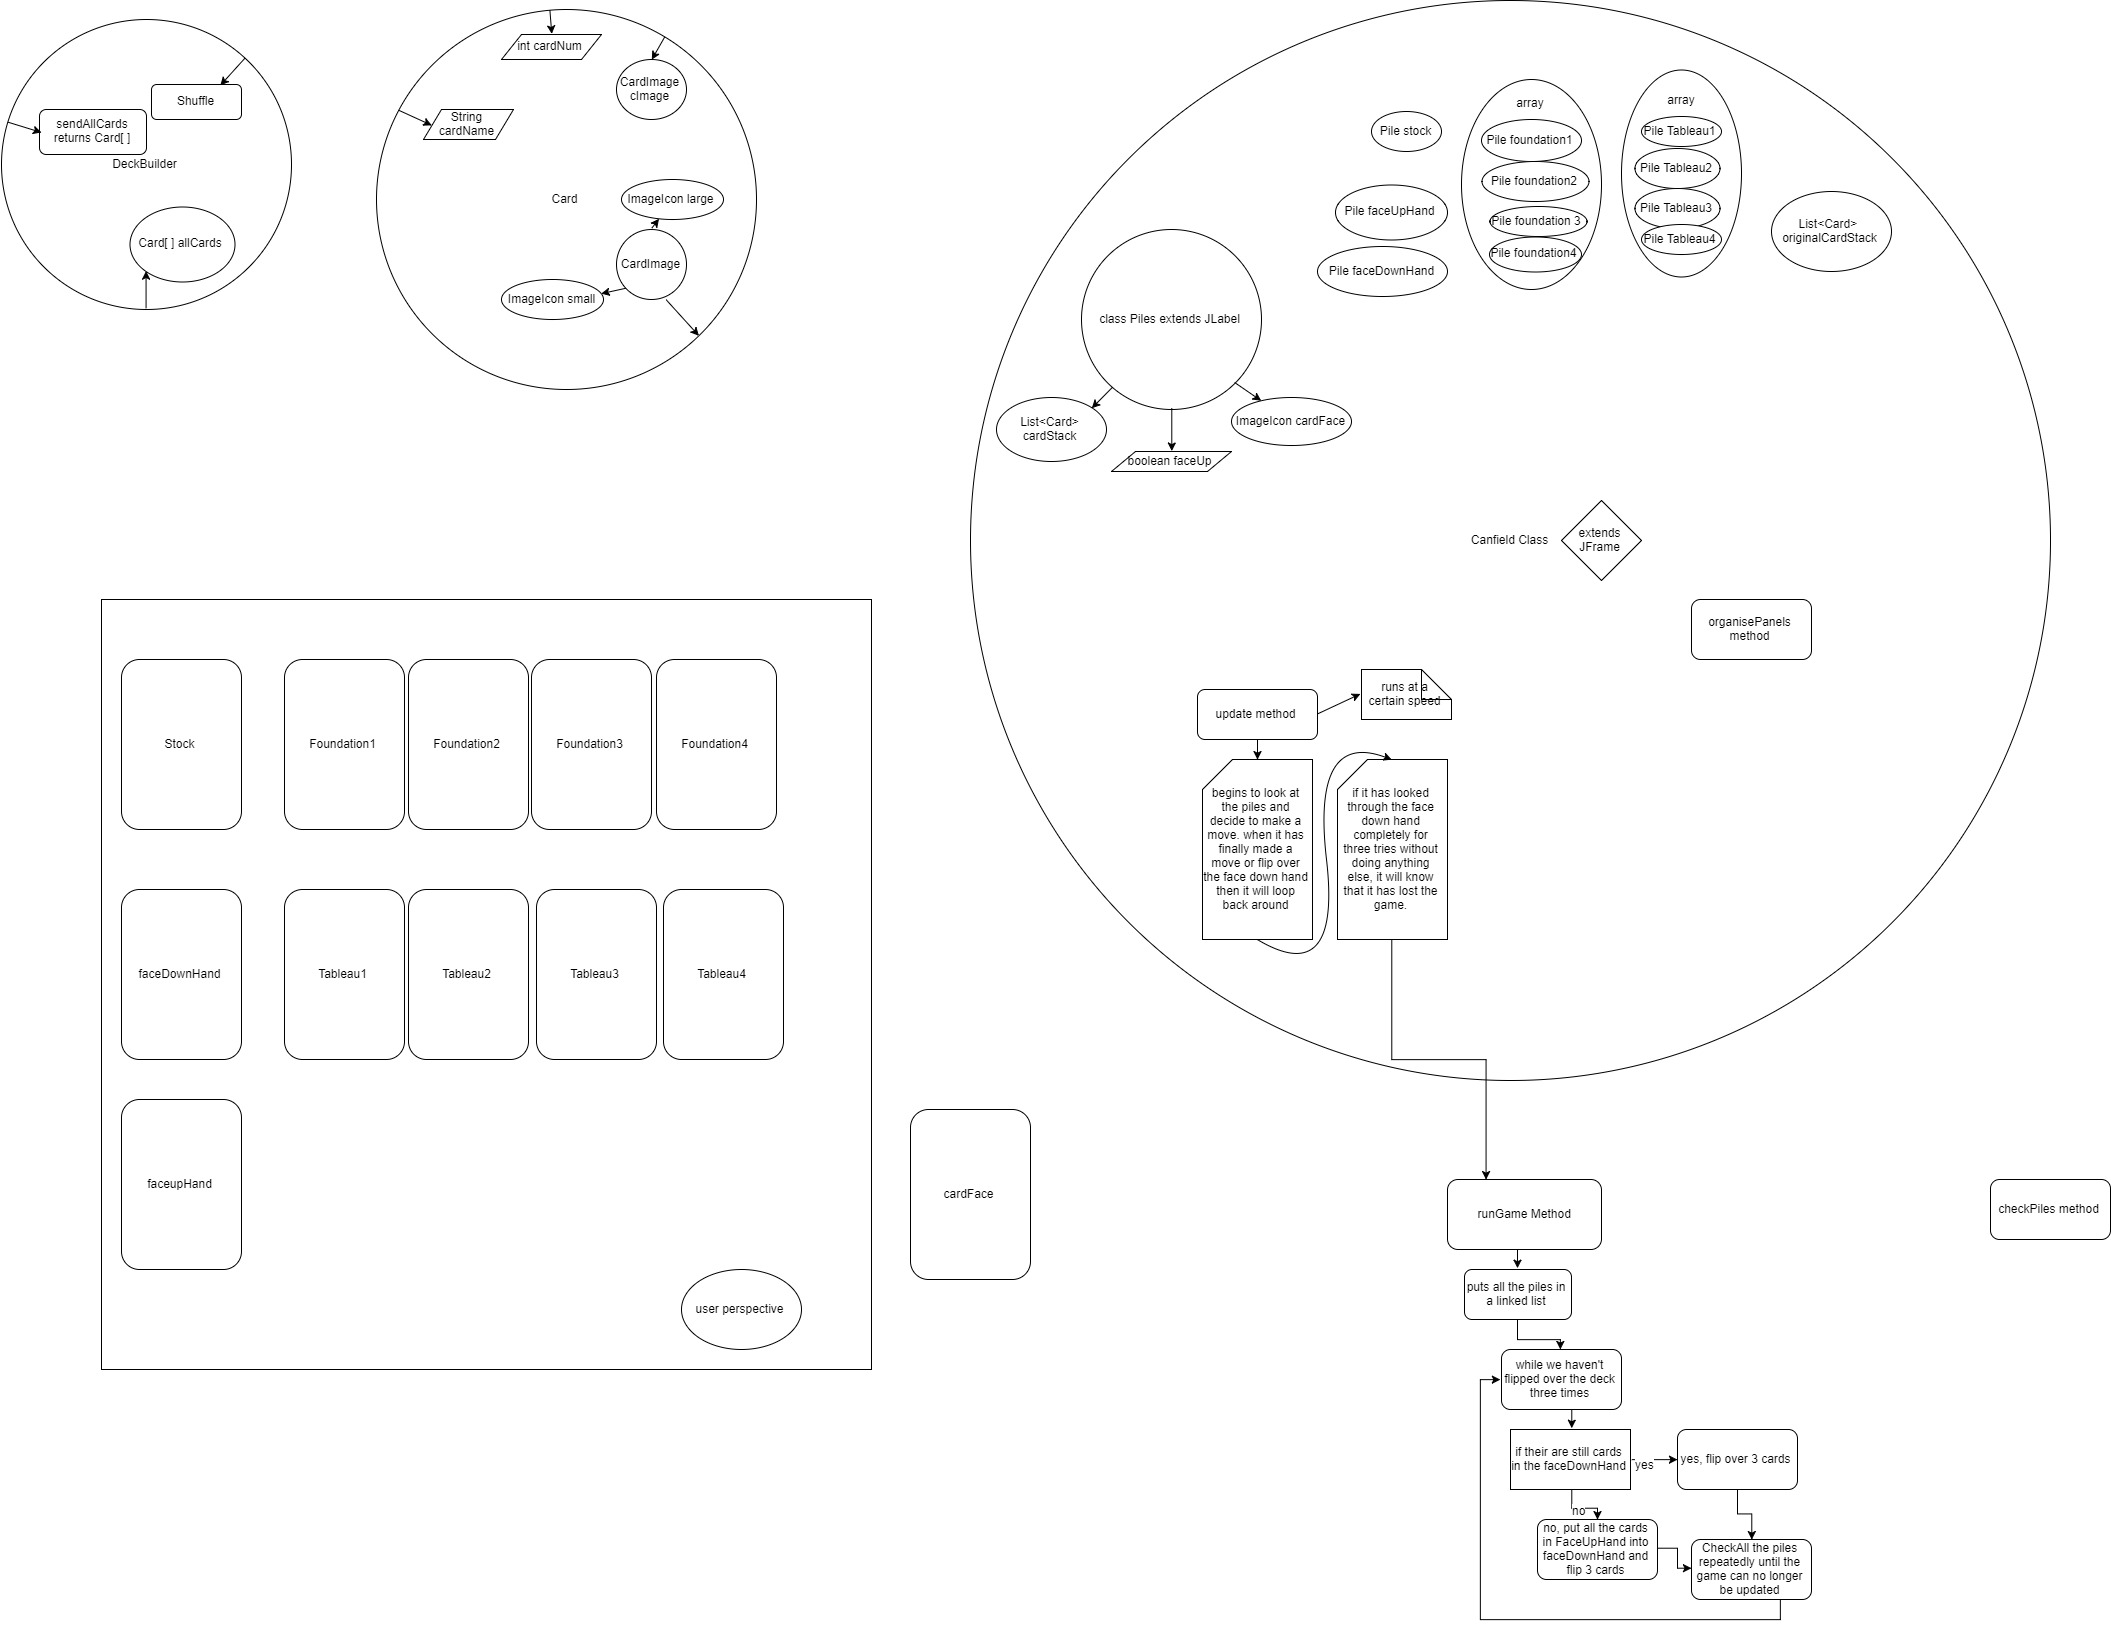 Shuffle
sendAllCards
returns Card[ ]
DeckBuilder
Card[ ] allCards
int cardNum
CardImage
cImage
String
cardName
Card
ImageIcon large
CardImage
ImageIcon small
Pile stock
Pile faceUpHand
Pile faceDownHand
array
Pile foundation1
Pile foundation2
Pile foundation 3
Pile foundation4
array
Pile Tableau1
Pile Tableau2
Pile Tableau3
Pile Tableau4
List<Card>
originalCardStack
class Piles extends JLabel
List<Card>
cardStack
boolean faceUp
ImageIcon cardFace
Canfield Class
extends
JFrame
organisePanels
method
update method
runs at a
certain speed
begins to look at
the piles and
decide to make a
move. when it has
finally made a
move or flip over
the face down hand
then it will loop
back around
if it has looked
through the face
down hand
completely for
three tries without
doing anything
else, it will know
that it has lost the
game.
Stock
Foundation1
Foundation2
Foundation3
Foundation4
faceDownHand
Tableau1
Tableau2
Tableau3
Tableau4
faceupHand
user perspective
cardFace
runGame Method
checkPiles method
puts all the piles in
a linked list
while we haven't
flipped over the deck
three times
if their are still cards
in the faceDownHand
yes
yes, flip over 3 cards
no
no, put all the cards
in FaceUpHand into
faceDownHand and
flip 3 cards
CheckAll the piles
repeatedly until the
game can no longer
be updated